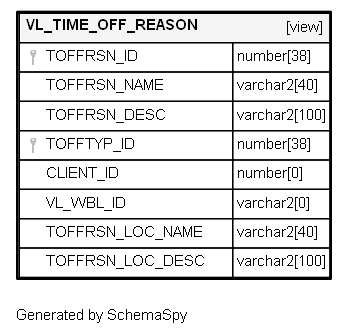 VL_TIME_OFF_REASON [view]
TOFFRSN_ID number[38]
TOFFRSN_NAME varchar2[40]
TOFFRSN_DESC varchar2[100]
TOFFTYP_ID number[38]
CLIENT_ID number[0]
VL_WBL_ID varchar2[0]
TOFFRSN_LOC_NAME varchar2[40]
TOFFRSN_LOC_DESC varchar2[100]
Generated by SchemaSpy